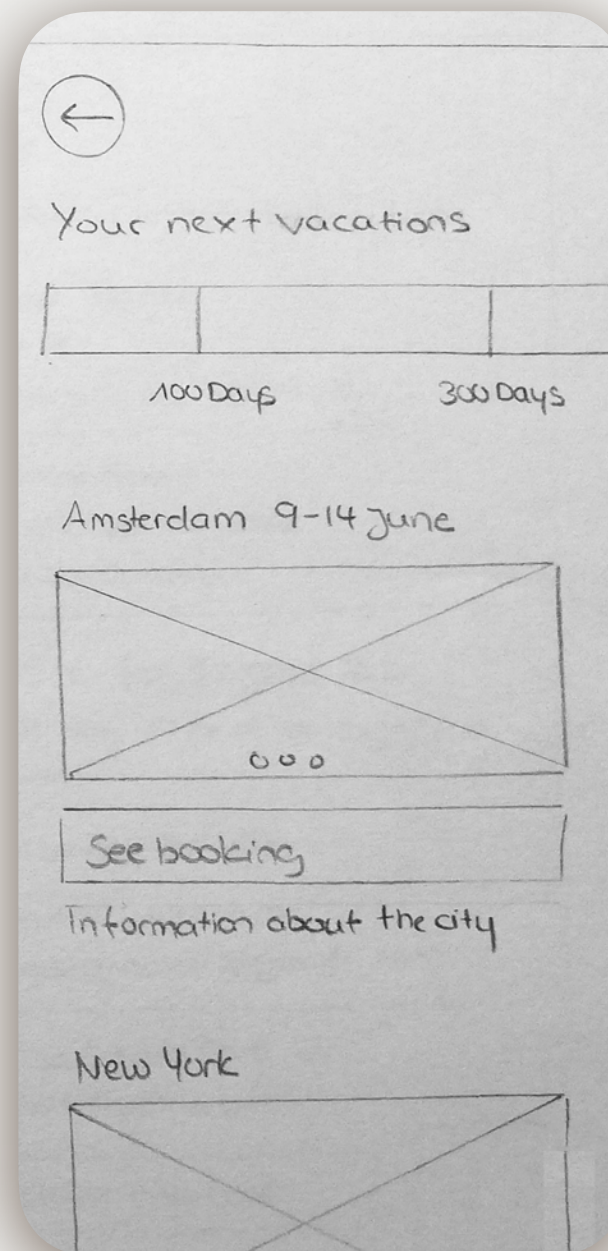 Your next vacations
100 Days 300 Days
Amsterdam 9-14 June
See booking
Information about the city
New York